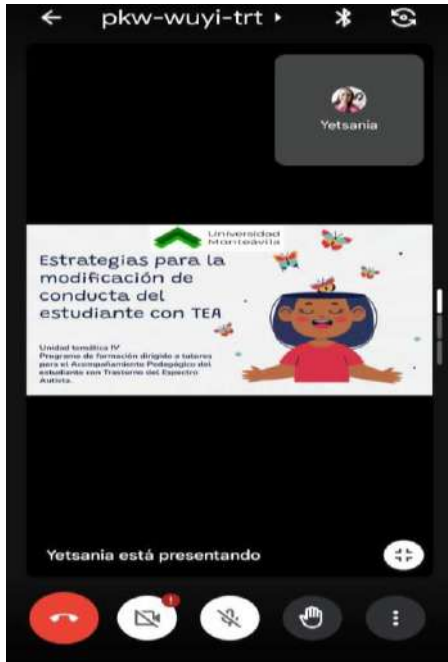 pkw-wuyi-trt
Yetsania
Universidad
Monteávila
Estrategias para la
modificación de
conducta del
estudiante con TEA
Unidad temática IV
Programa de formación dirigido a tutores
para el Acompañamiento Pedagógico del
estudiante con Trastorno del Espectro
Autista.
Yetsania está presentando